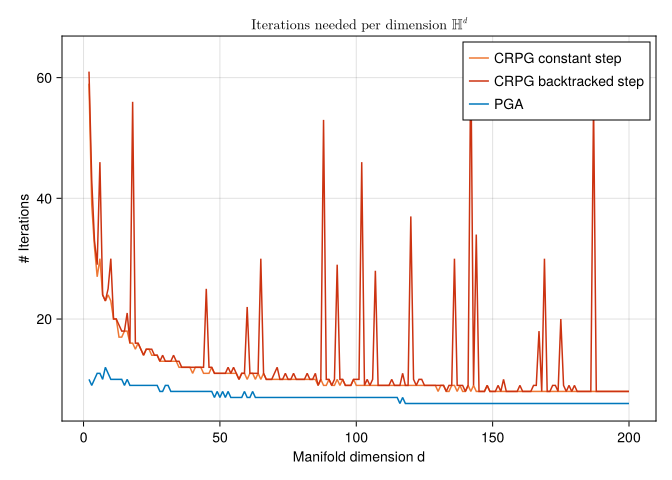 Iterations needed per dimension ℍᵈ
CRPG constant step
CRPG backtracked step
PGA
# Iterations
60
40
20
0
50
100
150
200
Manifold dimension d